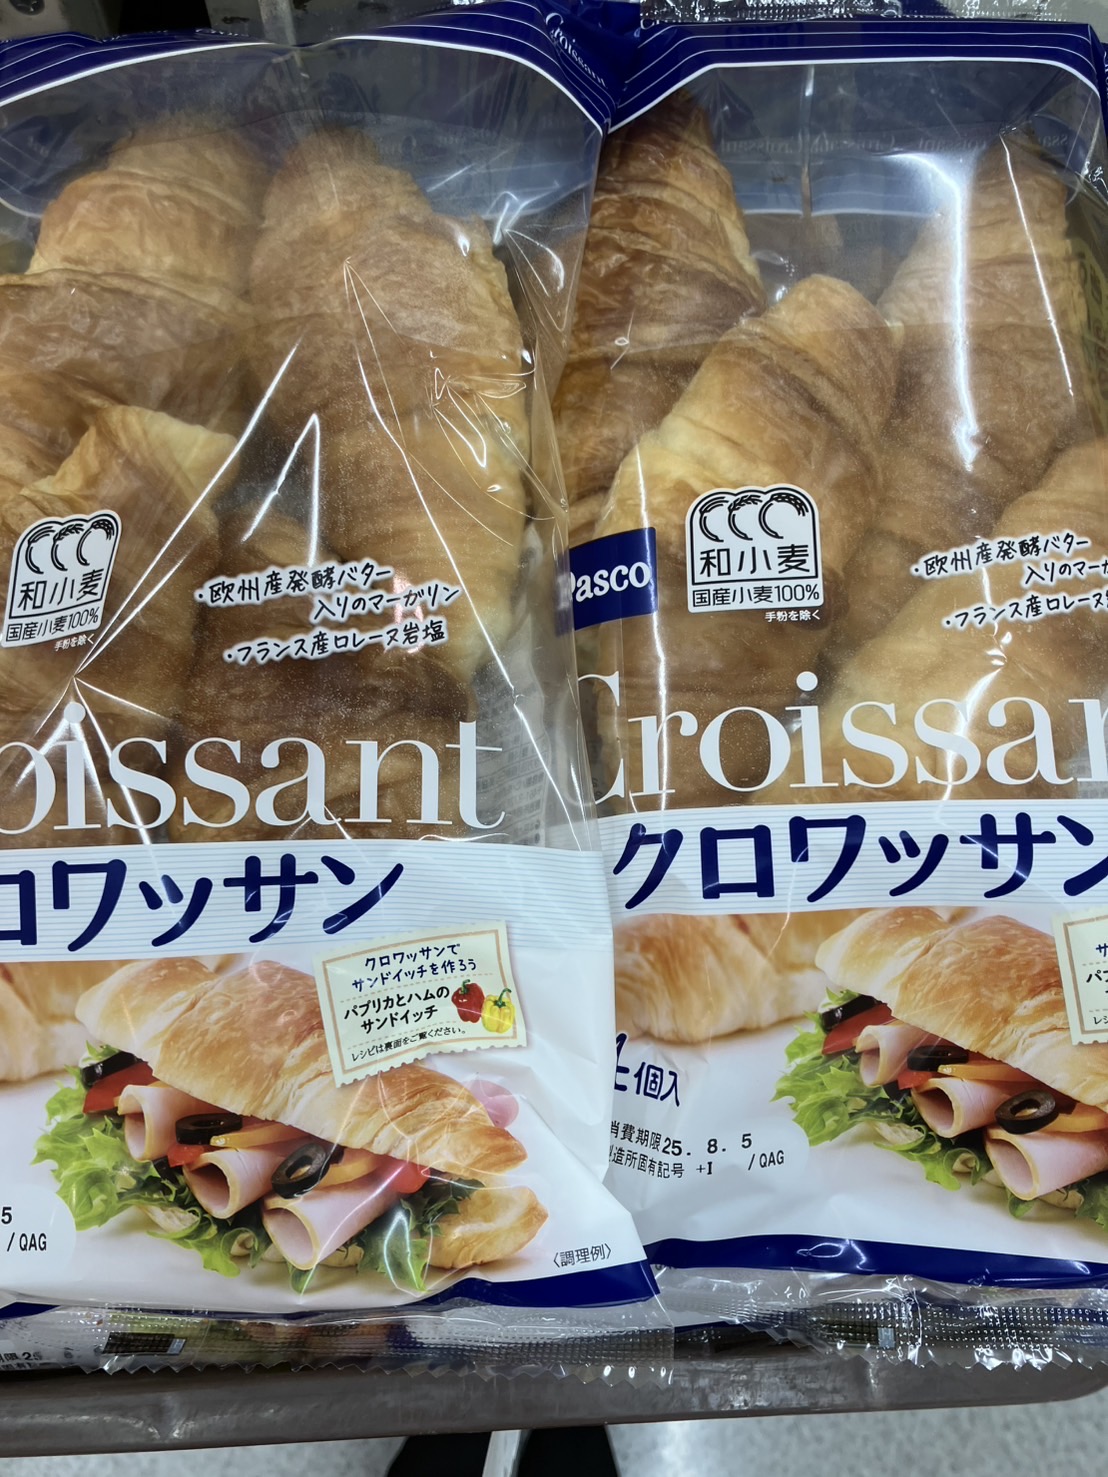 和小麦
国産小麦100%
手粉を除く
・欧州産発酵バター
入りのマーガリン
・フランス産ロレーヌ岩塩
oissant
ロワッサン
クロワッサンで
サンドイッチを作ろう
パプリカとハムの
サンドイッチ
レシピは裏面をご覧ください。
5
/QAG
〈調理例〉
Pasco
和小麦
国産小麦100%
手粉を除く
・欧州産発酵バター
入りのマーガ
・フランス産ロレーヌ岩
Croissan
クロワッサン
個入
消費期限25. 8. 5
製造所固有記号 +I /QAG